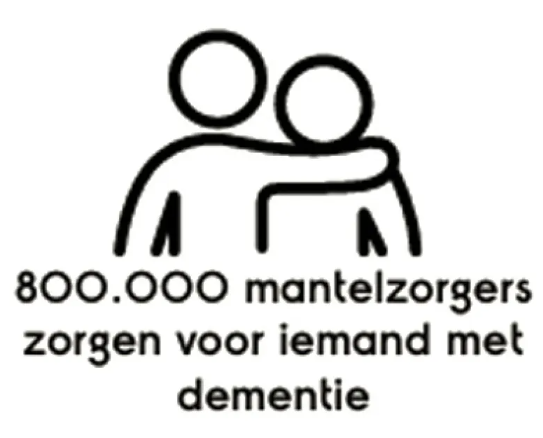 800.000 mantelzorgers
zorgen voor iemand met
dementie